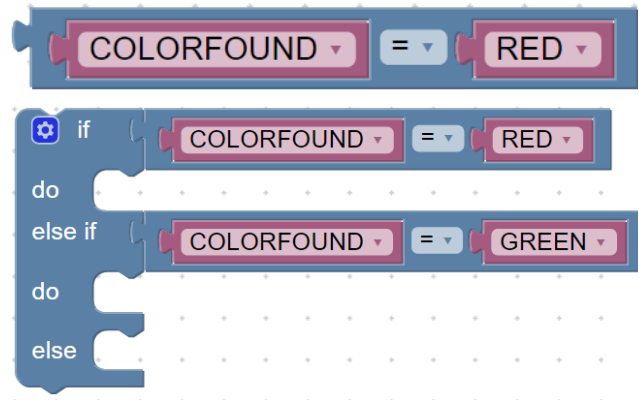 COLORFOUND = RED
if COLORFOUND = RED
do
else if COLORFOUND = GREEN
do
else